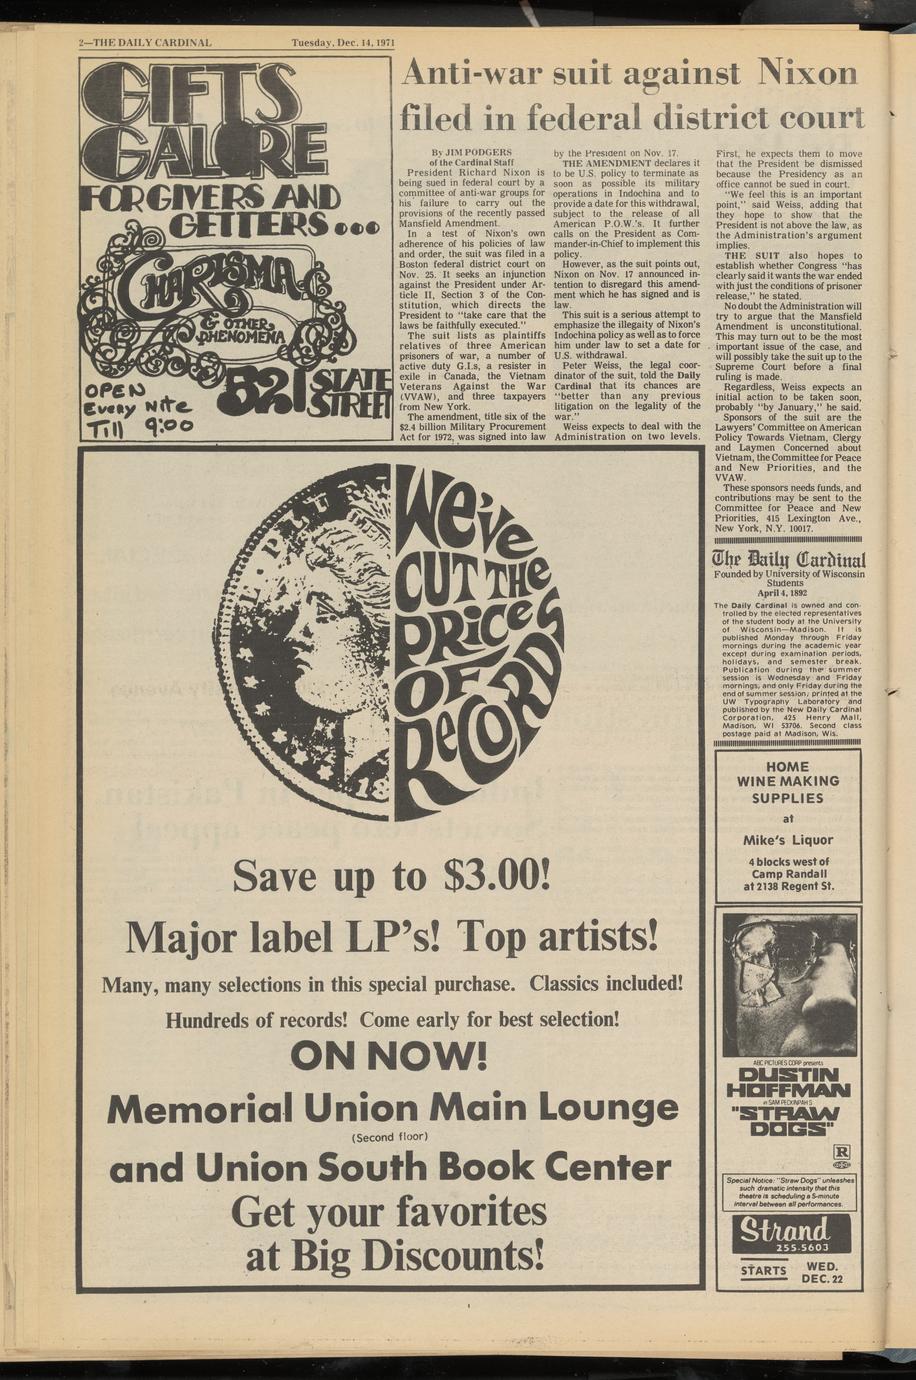 2—THE DAILY CARDINAL
Tuesday, Dec. 14, 1971
GIFTS
GALORE
FOR GIVERS AND
GETTERS...
CHARISMA
& OTHER
PHENOMENA
521 STATE
STREET
OPEN
EVERY NITE
TILL 9:00
Anti-war suit against Nixon
filed in federal district court
By JIM PODGERS
of the Cardinal Staff
President Richard Nixon is
being sued in federal court by a
committee of anti-war groups for
his failure to carry out the
provisions of the recently passed
Mansfield Amendment.
In a test of Nixon's own
adherence of his policies of law
and order, the suit was filed in a
Boston federal district court on
Nov. 25. It seeks an injunction
against the President under Ar-
ticle II, Section 3 of the Con-
stitution, which directs the
President to "take care that the
laws be faithfully executed."
The suit lists as plaintiffs
relatives of three American
prisoners of war, a number of
active duty G.I.s, a resister in
exile in Canada, the Vietnam
Veterans Against the War
(VVAW), and three taxpayers
from New York.
The amendment, title six of the
$2.4 billion Military Procurement
Act for 1972, was signed into law
by the President on Nov. 17.
THE AMENDMENT declares it
to be U.S. policy to terminate as
soon as possible its military
operations in Indochina and to
provide a date for this withdrawal,
subject to the release of all
American P.O.W.'s. It further
calls on the President as Com-
mander-in-Chief to implement this
policy.
However, as the suit points out,
Nixon on Nov. 17 announced in-
tention to disregard this amend-
ment which he has signed and is
law.
This suit is a serious attempt to
emphasize the illegaity of Nixon's
Indochina policy as well as to force
him under law to set a date for
U.S. withdrawal.
Peter Weiss, the legal coor-
dinator of the suit, told the Daily
Cardinal that its chances are
"better than any previous
litigation on the legality of the
war."
Weiss expects to deal with the
Administration on two levels.
First, he expects them to move
that the President be dismissed
because the Presidency as an
office cannot be sued in court.
"We feel this is an important
point," said Weiss, adding that
they hope to show that the
President is not above the law, as
the Administration's argument
implies.
THE SUIT also hopes to
establish whether Congress "has
clearly said it wants the war ended
with just the conditions of prisoner
release," he stated.
No doubt the Administration will
try to argue that the Mansfield
Amendment is unconstitutional.
This may turn out to be the most
important issue of the case, and
will possibly take the suit up to the
Supreme Court before a final
ruling is made.
Regardless, Weiss expects an
initial action to be taken soon,
probably "by January," he said.
Sponsors of the suit are the
Lawyers' Committee on American
Policy Towards Vietnam, Clergy
and Laymen Concerned about
Vietnam, the Committee for Peace
and New Priorities, and the
VVAW.
These sponsors needs funds, and
contributions may be sent to the
Committee for Peace and New
Priorities, 415 Lexington Ave.,
New York, N.Y. 10017.
The Daily Cardinal
Founded by University of Wisconsin
Students
April 4, 1892
The Daily Cardinal is owned and con-
trolled by the elected representatives
of the student body at the University
of Wisconsin—Madison. It is
published Monday through Friday
mornings during the academic year
except during examination periods,
holidays, and semester break.
Publication during the summer
session is Wednesday and Friday
mornings, and only Friday during the
end of summer session; printed at the
UW Typography Laboratory and
published by the New Daily Cardinal
Corporation, 425 Henry Mall,
Madison, WI 53706. Second class
postage paid at Madison, Wis.
HOME
WINE MAKING
SUPPLIES
at
Mike's Liquor
4 blocks west of
Camp Randall
at 2138 Regent St.
ABC PICTURES CORP presents
DUSTIN
HOFFMAN
in SAM PECKINPAH'S
"STRAW
DOGS"
R
Special Notice: "Straw Dogs" unleashes
such dramatic intensity that this
theatre is scheduling a 5-minute
interval between all performances.
Strand
255-5603
STARTS WED.
DEC. 22
E PLURI
18
We've
CUT THE
PRICES
OF
RECORDS
Save up to $3.00!
Major label LP's! Top artists!
Many, many selections in this special purchase. Classics included!
Hundreds of records! Come early for best selection!
ON NOW!
Memorial Union Main Lounge
(Second floor)
and Union South Book Center
Get your favorites
at Big Discounts!